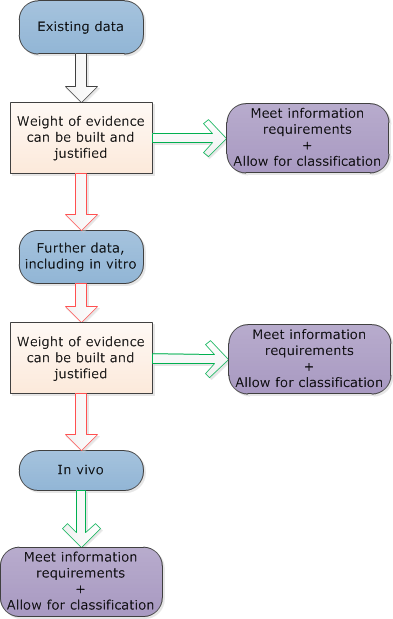 Existing data
Weight of evidence
can be built and
justified
Meet information
requirements
+
Allow for classification
Further data,
including in vitro
Weight of evidence
can be built and
justified
Meet information
requirements
+
Allow for classification
In vivo
Meet information
requirements
+
Allow for classification